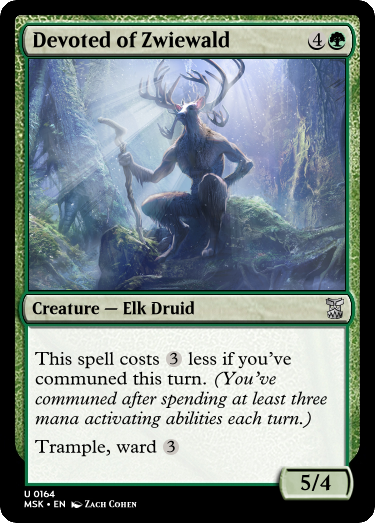 Devoted of Zwiewald 4
Creature — Elk Druid
This spell costs 3 less if you've
communed this turn. (You've
communed after spending at least three
mana activating abilities each turn.)
Trample, ward 3
5/4
U 0164
MSK • EN Zach Cohen